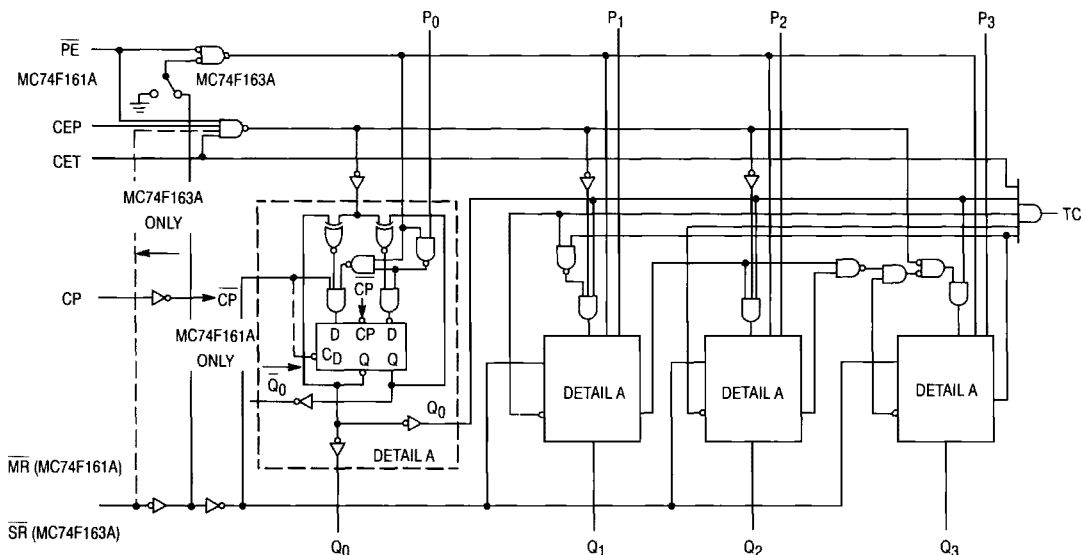 P0 P1 P2 P3
PE
MC74F161A MC74F163A
CEP
CET
MC74F163A
ONLY
TC
CP CP
CP
MC74F161A
ONLY
D CP D
CD Q Q
Q0
Q0
DETAIL A
DETAIL A DETAIL A DETAIL A
MR (MC74F161A)
SR (MC74F163A)
Q0 Q1 Q2 Q3